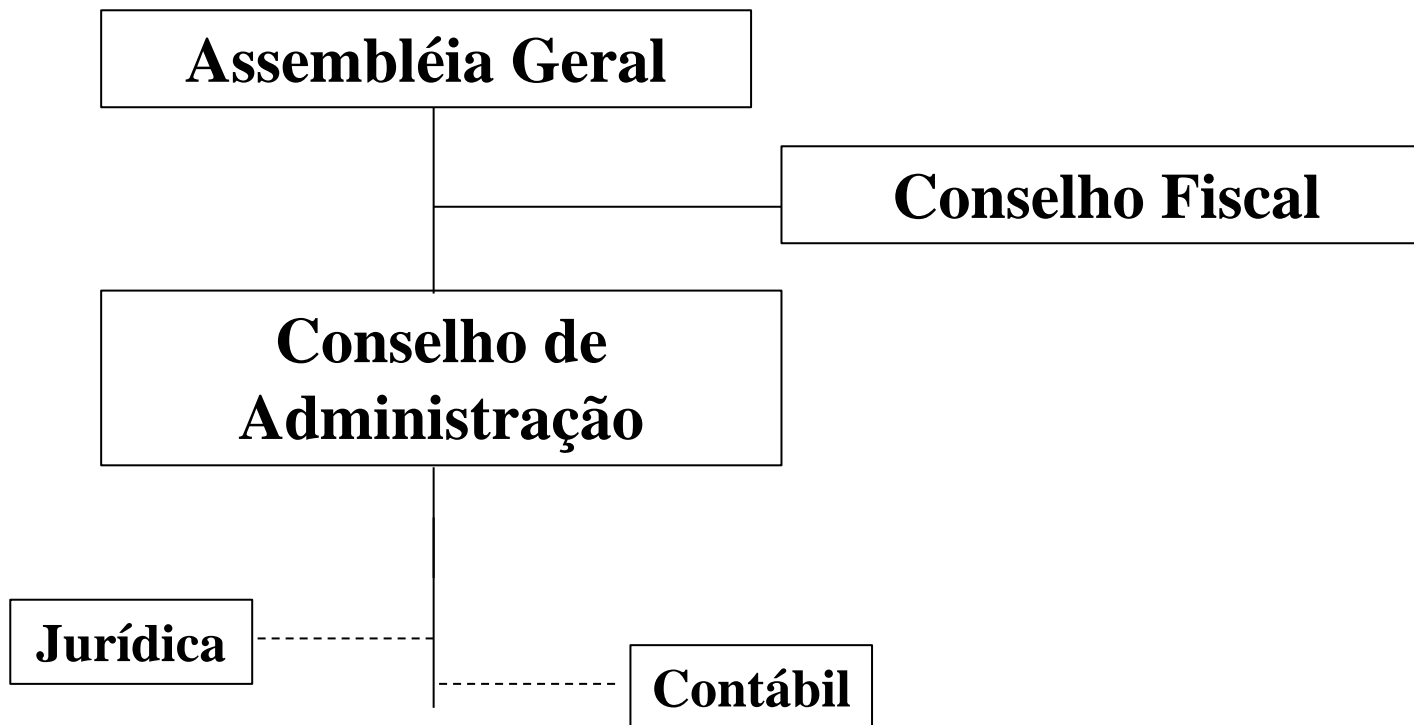 Assembléia Geral
Conselho Fiscal
Conselho de
Administração
Jurídica
Contábil